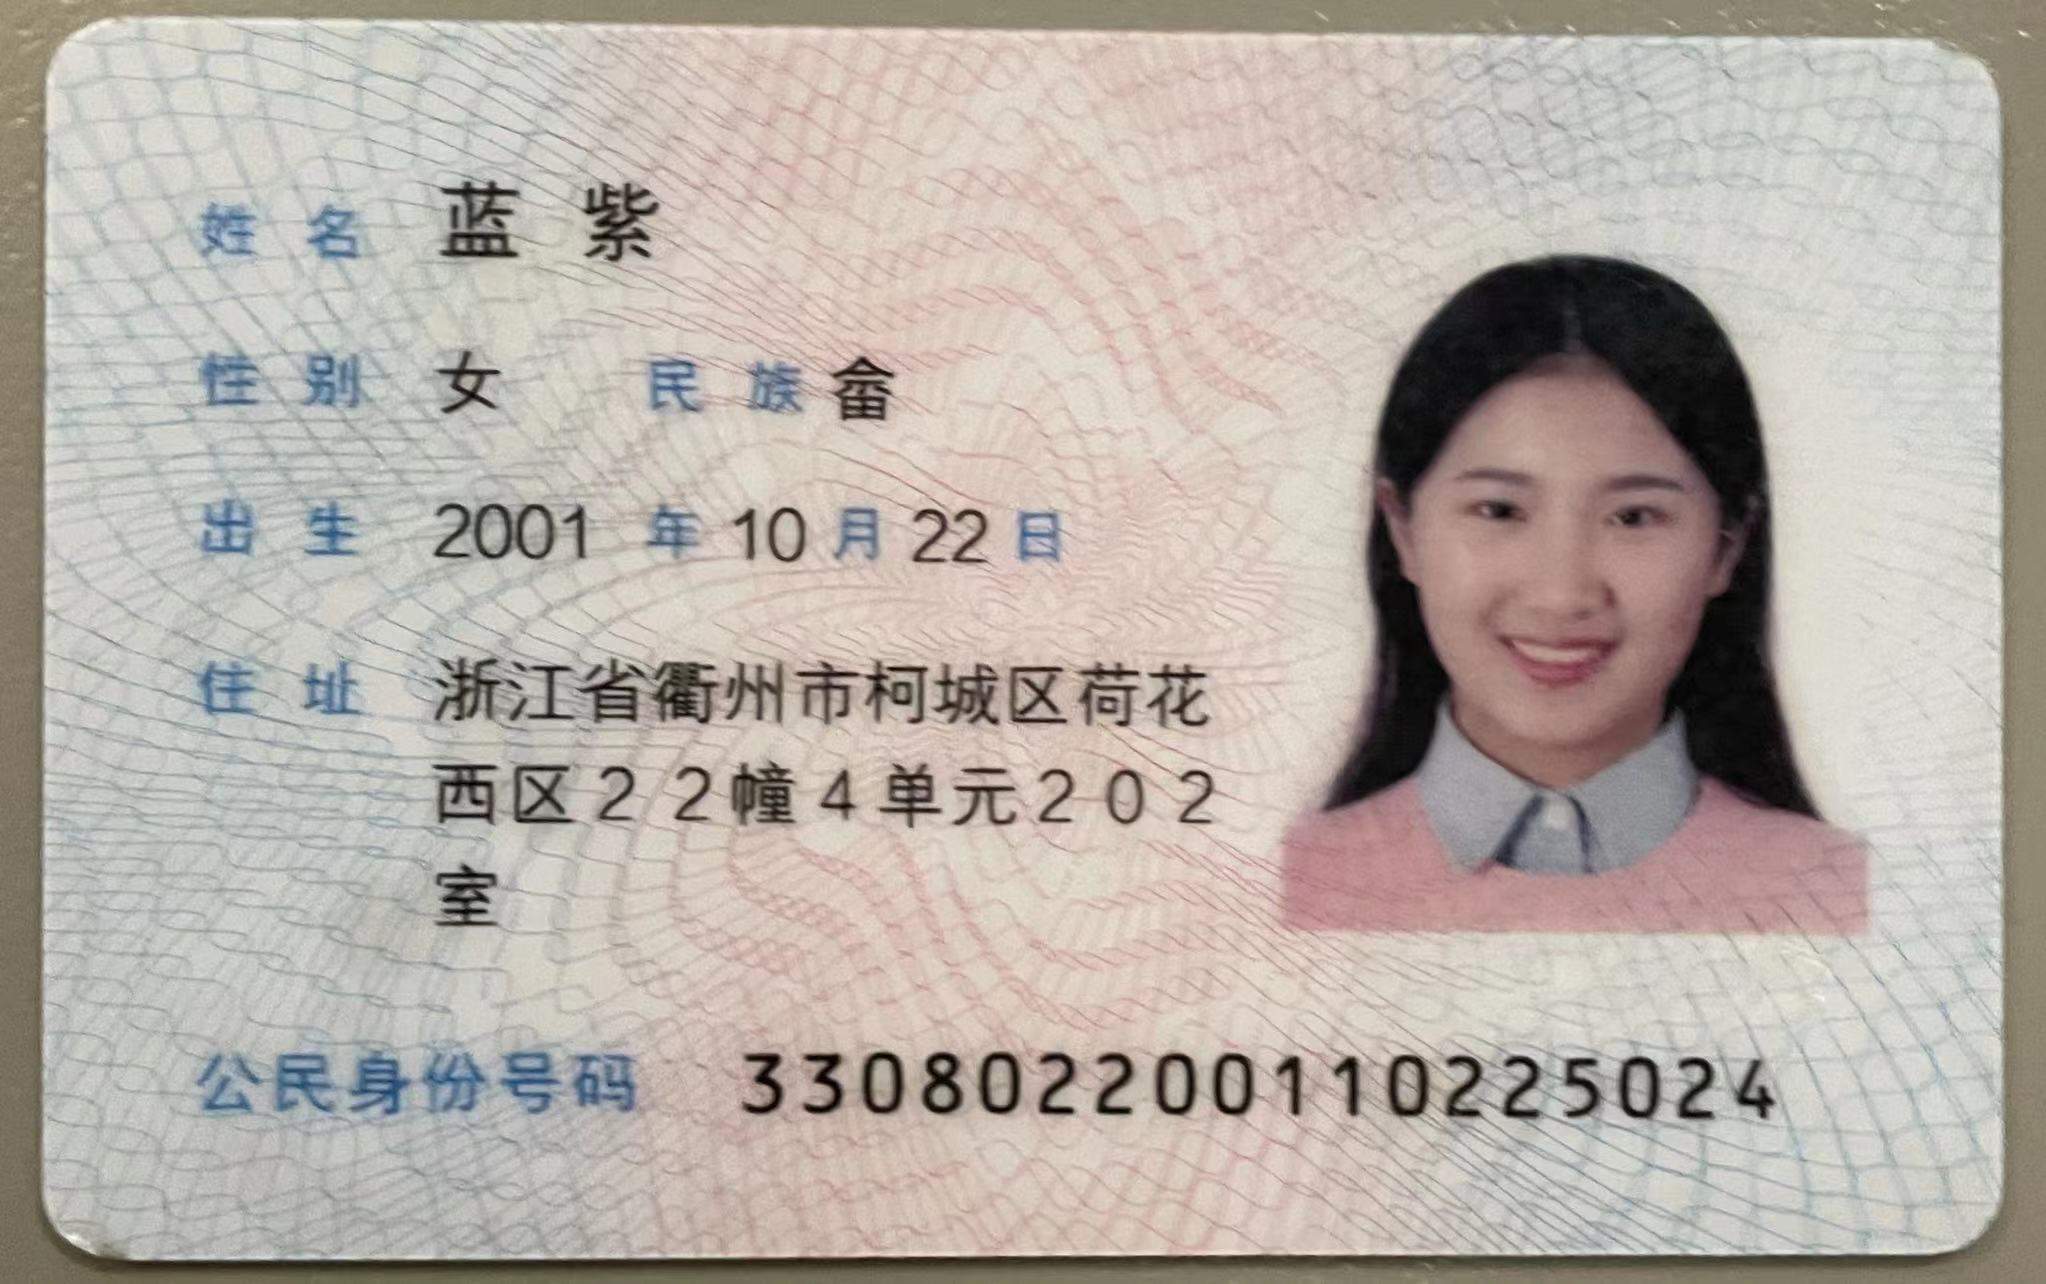 姓名 蓝紫
性别 女 民族 畲
出生 2001 年 10 月 22 日
住址 浙江省衢州市柯城区荷花
西区22幢4单元202
室
公民身份号码 330802200110225024